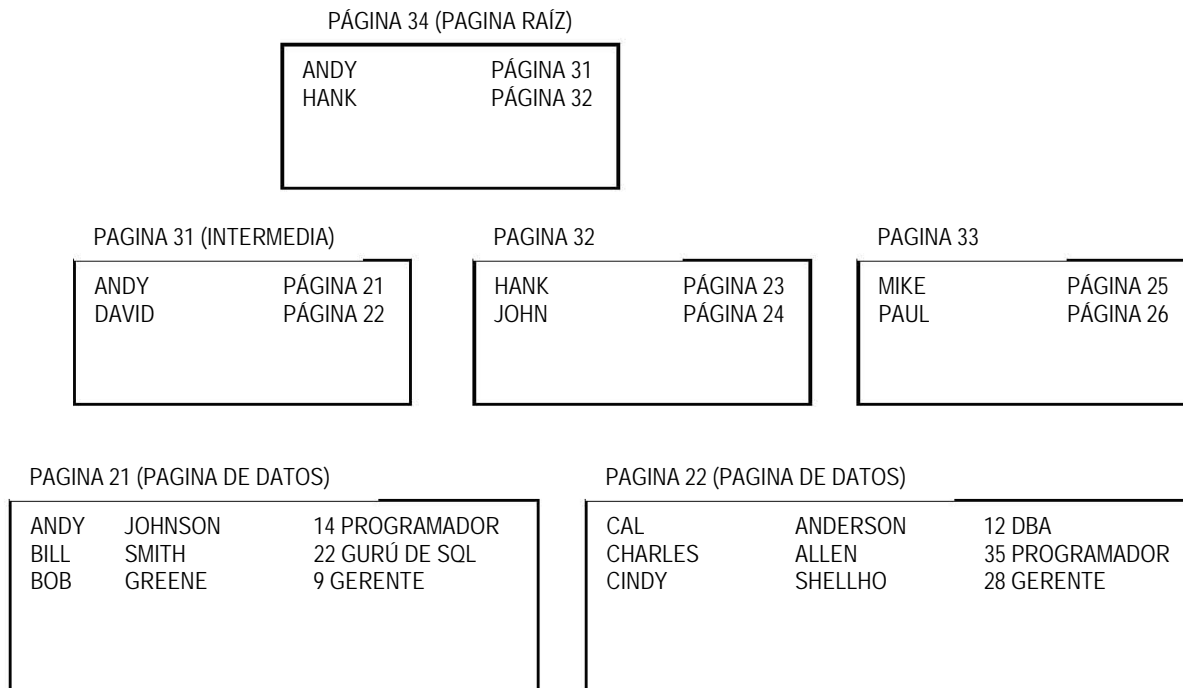 PÁGINA 34 (PAGINA RAÍZ)
ANDY PÁGINA 31
HANK PÁGINA 32
PAGINA 31 (INTERMEDIA)
ANDY PÁGINA 21
DAVID PÁGINA 22
PAGINA 32
HANK PÁGINA 23
JOHN PÁGINA 24
PAGINA 33
MIKE PÁGINA 25
PAUL PÁGINA 26
PAGINA 21 (PAGINA DE DATOS)
ANDY JOHNSON 14 PROGRAMADOR
BILL SMITH 22 GURÚ DE SQL
BOB GREENE 9 GERENTE
PAGINA 22 (PAGINA DE DATOS)
CAL ANDERSON 12 DBA
CHARLES ALLEN 35 PROGRAMADOR
CINDY SHELLHO 28 GERENTE